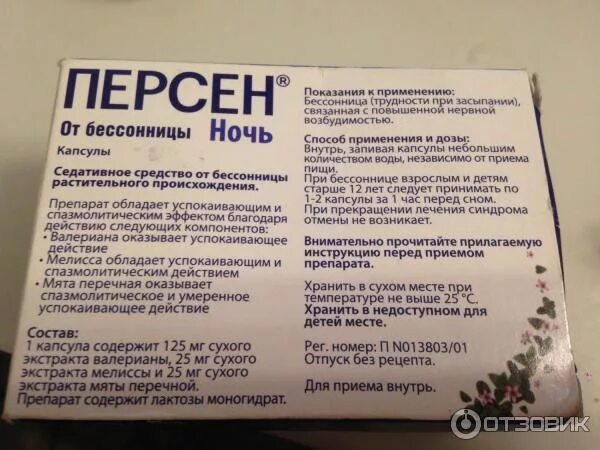 ПЕРСЕН®
От бессонницы Ночь
Капсулы
Седативное средство от бессонницы
растительного происхождения.
Препарат обладает успокаивающим и
спазмолитическим эффектом благодаря
действию следующих компонентов:
• Валериана оказывает успокаивающее
действие
• Мелисса обладает успокаивающим и
спазмолитическим действием
• Мята перечная оказывает
спазмолитическое и умеренное
успокаивающее действие
Состав:
1 капсула содержит 125 мг сухого
экстракта валерианы, 25 мг сухого
экстракта мелиссы и 25 мг сухого
экстракта мяты перечной.
Препарат содержит лактозы моногидрат.
Показания к применению:
Бессонница (трудности при засыпании),
связанная с повышенной нервной
возбудимостью.
Способ применения и дозы:
Внутрь, запивая капсулы небольшим
количеством воды, независимо от приема
пищи.
При бессоннице взрослым и детям
старше 12 лет следует принимать по
1-2 капсулы за 1 час перед сном.
При прекращении лечения синдрома
отмены не возникает.
Внимательно прочитайте прилагаемую
инструкцию перед приемом
препарата.
Хранить в сухом месте при
температуре не выше 25 °C.
Хранить в недоступном для
детей месте.
Рег. номер: П N013803/01
Отпуск без рецепта.
Для приема внутрь.
ОТЗОВИК